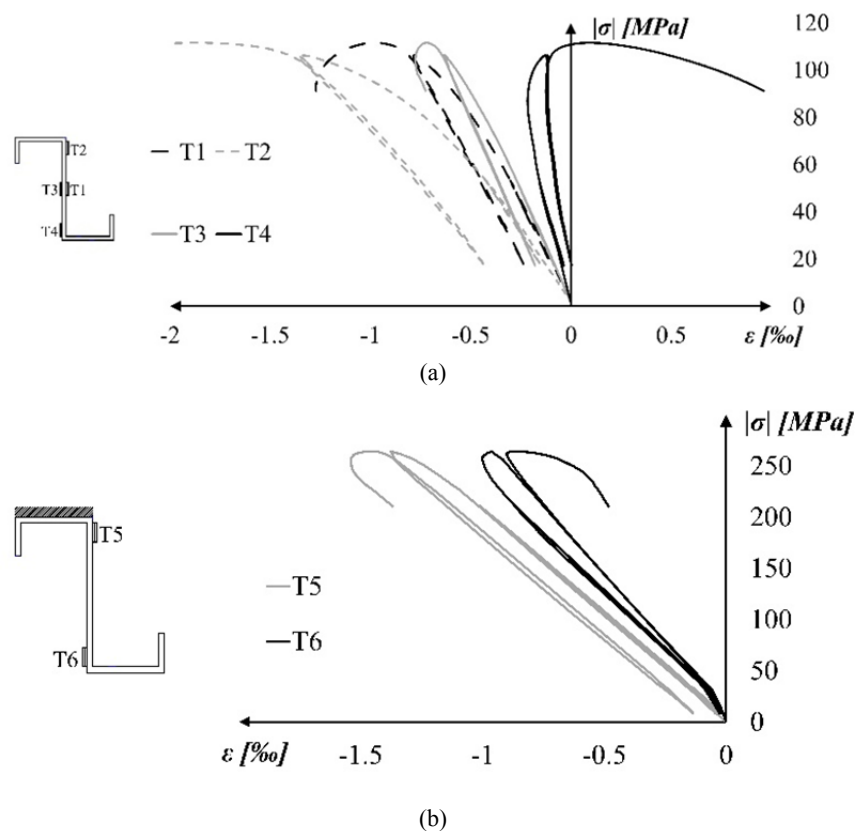 |σ| [MPa]
120
100
80
60
40
20
0
T2
T3 T1
T4
T1 T2
T3 T4
-2 -1.5 -1 -0.5 0 0.5 ε [‰]
(a)
|σ| [MPa]
250
200
150
100
50
0
T5
T6
T5
T6
ε [‰] -1.5 -1 -0.5 0
(b)